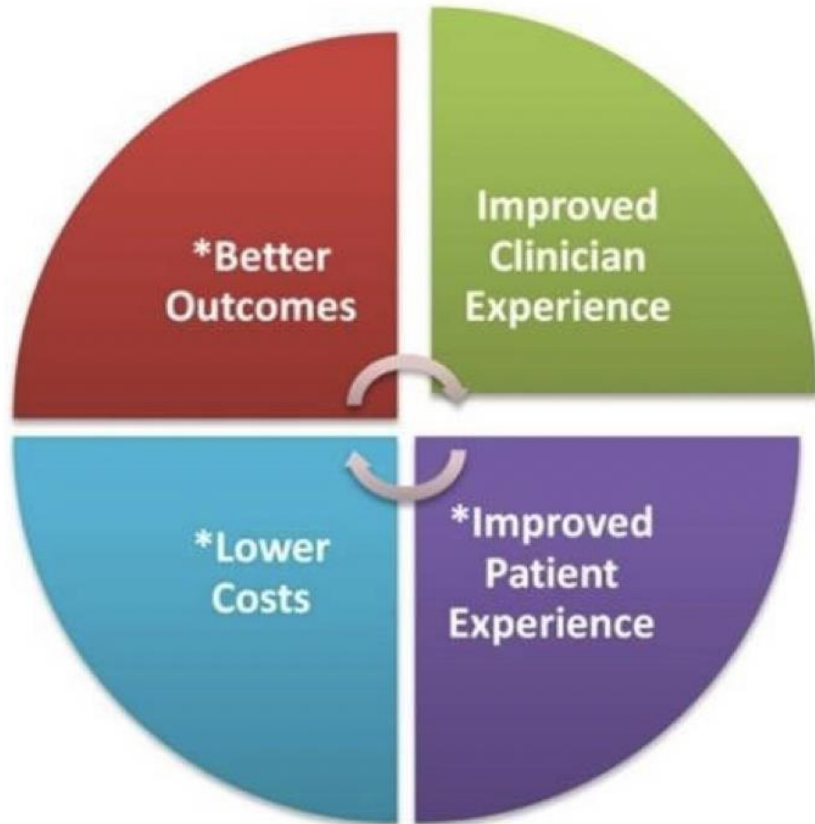 *Better
Outcomes
Improved
Clinician
Experience
*Lower
Costs
*Improved
Patient
Experience